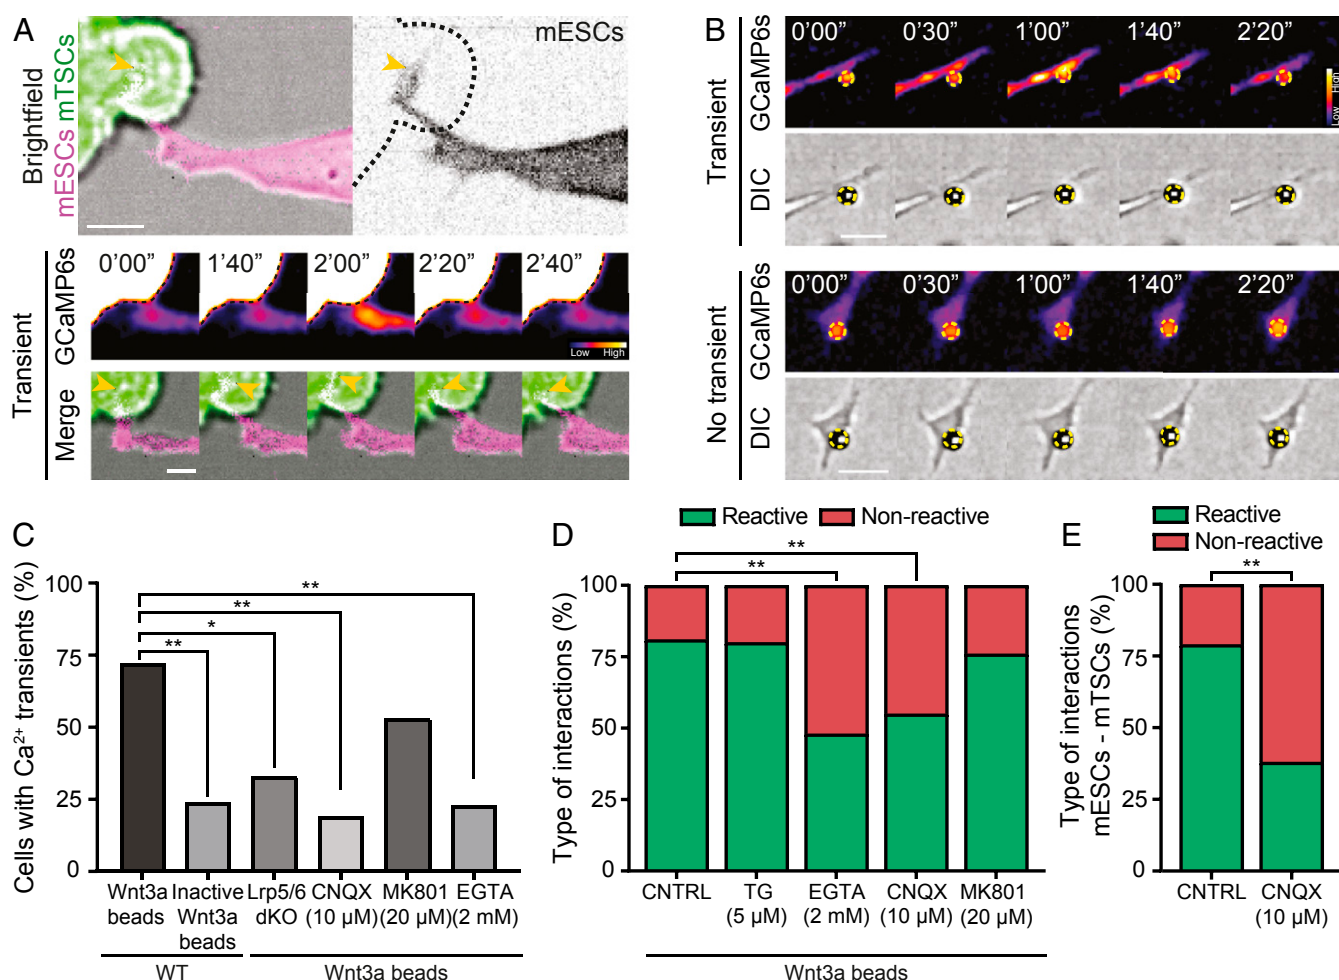 A
Brightfield
mESCs mTSCs
mESCs
Transient
GCaMP6s
0'00”
1'40”
2'00”
2'20”
2'40”
Low High
Merge
B
Transient
GCaMP6s
0'00”
0'30”
1'00”
1'40”
2'20”
Low High
DIC
No transient
GCaMP6s
0'00”
0'30”
1'00”
1'40”
2'20”
DIC
C
Cells with Ca²⁺ transients (%)
100
75
50
25
0
**
**
*
**
Wnt3a beads
Inactive Wnt3a beads
Lrp5/6 dKO
CNQX (10 µM)
MK801 (20 µM)
EGTA (2 mM)
WT
Wnt3a beads
D
Reactive Non-reactive
Type of interactions (%)
100
75
50
25
0
**
**
CNTRL
TG (5 µM)
EGTA (2 mM)
CNQX (10 µM)
MK801 (20 µM)
Wnt3a beads
E
Reactive
Non-reactive
Type of interactions
mESCs - mTSCs (%)
100
75
50
25
0
**
CNTRL
CNQX (10 µM)